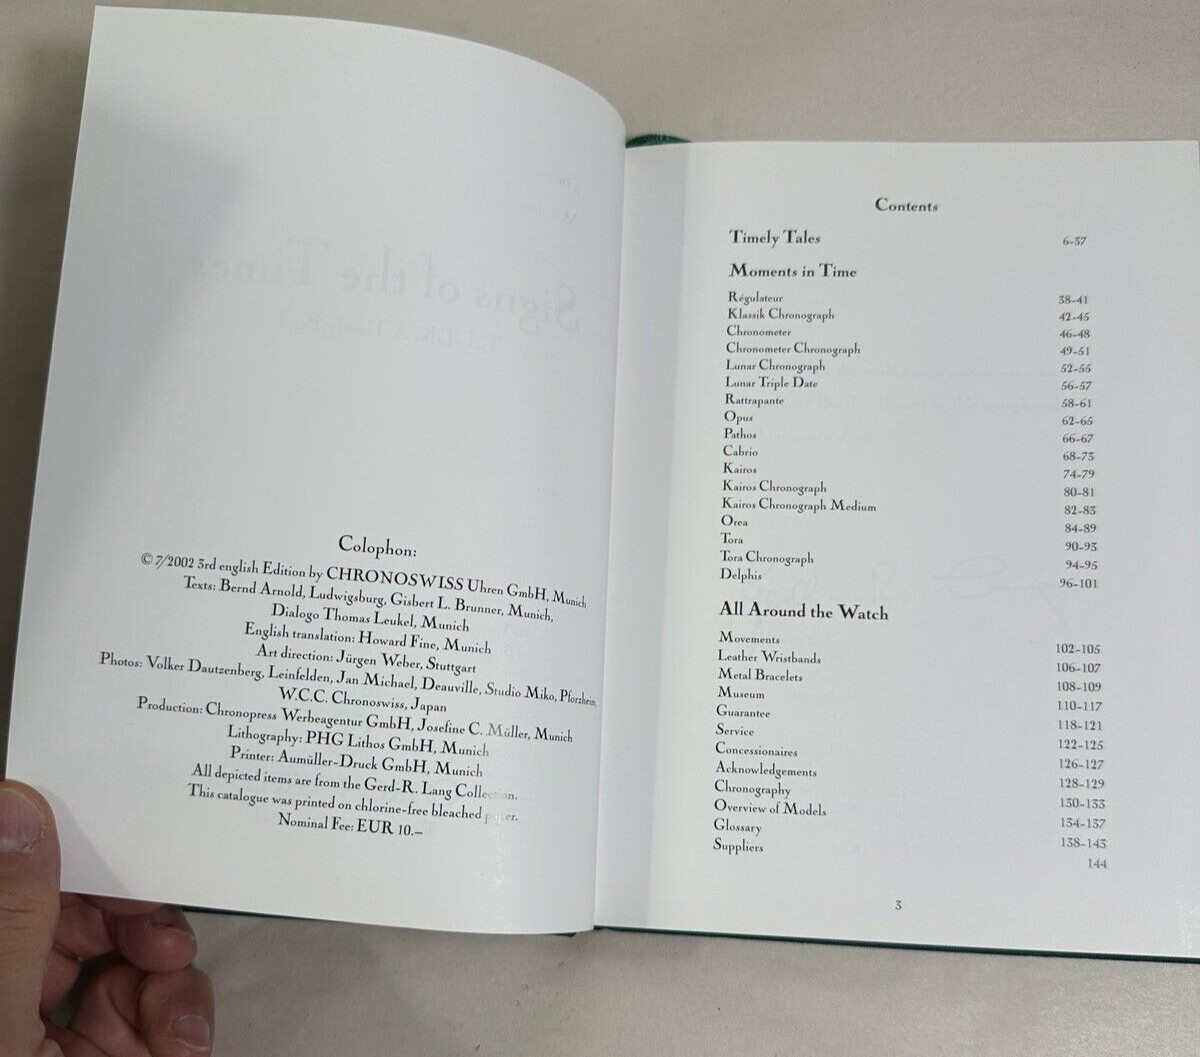 Colophon:
© 7/2002 3rd english Edition by CHRONOSWISS Uhren GmbH, Munich
Texts: Bernd Arnold, Ludwigsburg, Gisbert L. Brunner, Munich,
Dialogo Thomas Leukel, Munich
English translation: Howard Fine, Munich
Art direction: Jürgen Weber, Stuttgart
Photos: Volker Dautzenberg, Leinfelden, Jan Michael, Deauville, Studio Miko, Pforzheim,
W.C.C. Chronoswiss, Japan
Production: Chronopress Werbeagentur GmbH, Josefine C. Müller, Munich
Lithography: PHG Lithos GmbH, Munich
Printer: Aumüller-Druck GmbH, Munich
All depicted items are from the Gerd-R. Lang Collection.
This catalogue was printed on chlorine-free bleached paper.
Nominal Fee: EUR 10.–
Contents
Timely Tales 6-37
Moments in Time
Régulateur 38-41
Klassik Chronograph 42-45
Chronometer 46-48
Chronometer Chronograph 49-51
Lunar Chronograph 52-55
Lunar Triple Date 56-57
Rattrapante 58-61
Opus 62-65
Pathos 66-67
Cabrio 68-73
Kairos 74-79
Kairos Chronograph 80-81
Kairos Chronograph Medium 82-83
Orea 84-89
Tora 90-93
Tora Chronograph 94-95
Delphis 96-101
All Around the Watch
Movements 102-105
Leather Wristbands 106-107
Metal Bracelets 108-109
Museum 110-117
Guarantee 118-121
Service 122-125
Concessionaires 126-127
Acknowledgements 128-129
Chronography 130-133
Overview of Models 134-137
Glossary 138-143
Suppliers 144
3